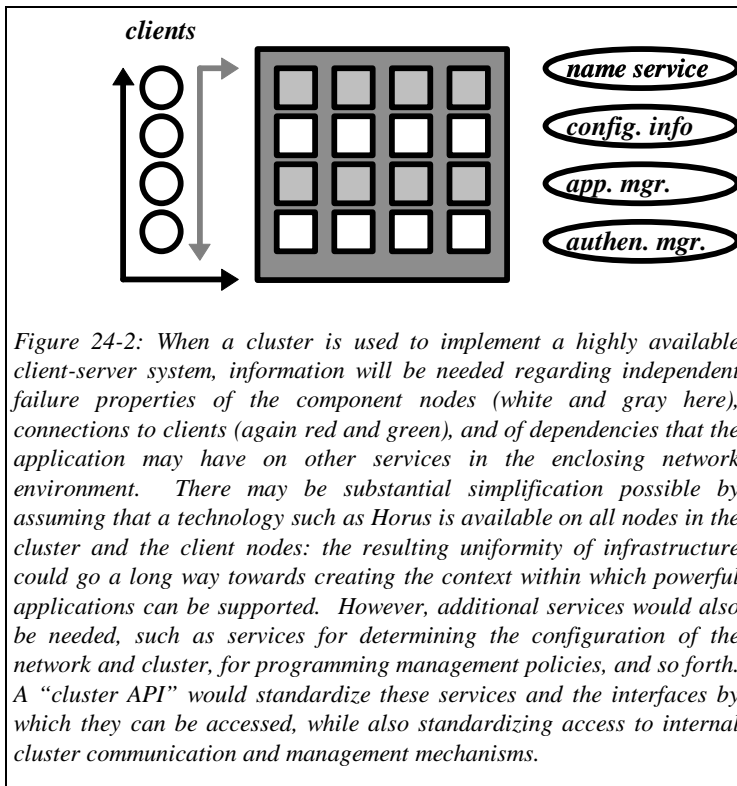 clients
name service
config. info
app. mgr.
authen. mgr.
Figure 24-2: When a cluster is used to implement a highly available
client-server system, information will be needed regarding independent
failure properties of the component nodes (white and gray here),
connections to clients (again red and green), and of dependencies that the
application may have on other services in the enclosing network
environment. There may be substantial simplification possible by
assuming that a technology such as Horus is available on all nodes in the
cluster and the client nodes: the resulting uniformity of infrastructure
could go a long way towards creating the context within which powerful
applications can be supported. However, additional services would also
be needed, such as services for determining the configuration of the
network and cluster, for programming management policies, and so forth.
A “cluster API” would standardize these services and the interfaces by
which they can be accessed, while also standardizing access to internal
cluster communication and management mechanisms.